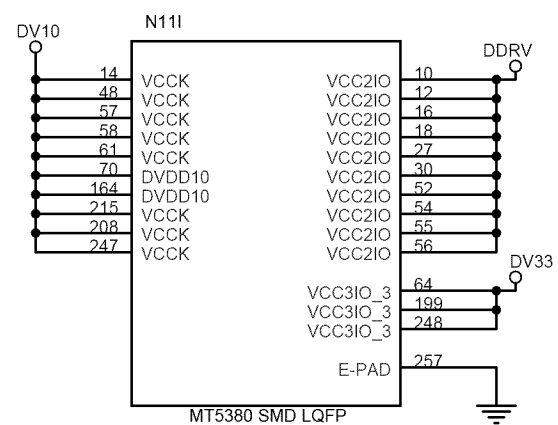 N11I
DV10
DDRV
14 VCCK VCC2IO 10
48 VCCK VCC2IO 12
57 VCCK VCC2IO 16
58 VCCK VCC2IO 18
61 VCCK VCC2IO 27
70 DVDD10 VCC2IO 30
164 DVDD10 VCC2IO 52
215 VCCK VCC2IO 54
208 VCCK VCC2IO 55
247 VCCK VCC2IO 56
DV33
VCC3IO_3 64
VCC3IO_3 199
VCC3IO_3 248
E-PAD 257
MT5380 SMD LQFP